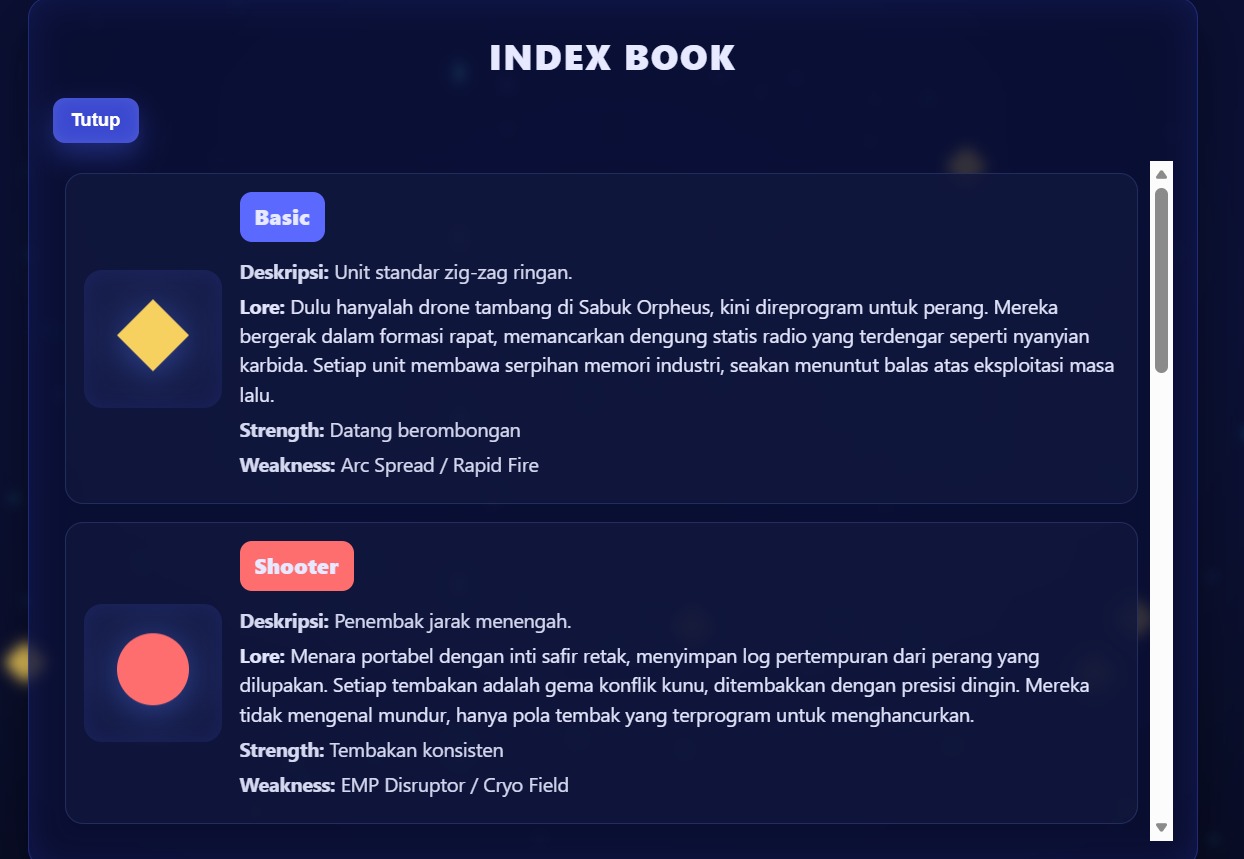 INDEX BOOK
Tutup
Basic
Deskripsi: Unit standar zig-zag ringan.
Lore: Dulu hanyalah drone tambang di Sabuk Orpheus, kini direprogram untuk perang. Mereka
bergerak dalam formasi rapat, memancarkan dengung statis radio yang terdengar seperti nyanyian
karbida. Setiap unit membawa serpihan memori industri, seakan menuntut balas atas eksploitasi masa
lalu.
Strength: Datang berombongan
Weakness: Arc Spread / Rapid Fire
Shooter
Deskripsi: Penembak jarak menengah.
Lore: Menara portabel dengan inti safir retak, menyimpan log pertempuran dari perang yang
dilupakan. Setiap tembakan adalah gema konflik kunu, ditembakkan dengan presisi dingin. Mereka
tidak mengenal mundur, hanya pola tembak yang terprogram untuk menghancurkan.
Strength: Tembakan konsisten
Weakness: EMP Disruptor / Cryo Field